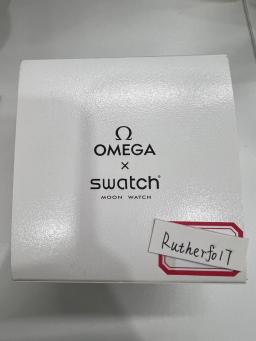 Ω
OMEGA
×
swatch®
MOON WATCH
Rutherfo17